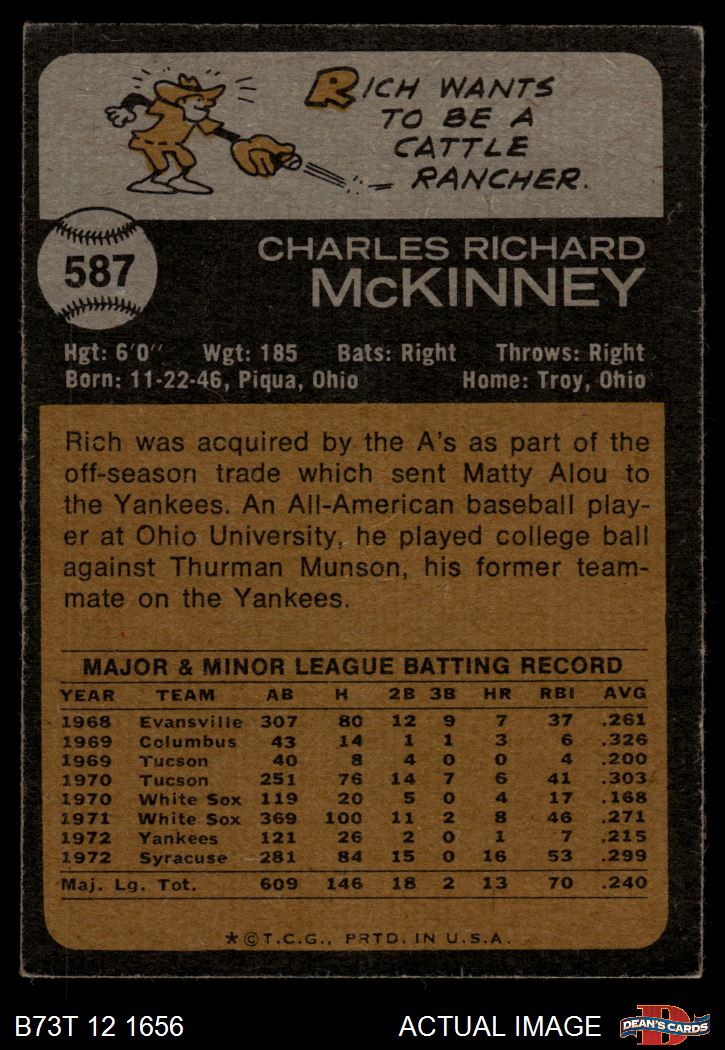 RICH WANTS
TO BE A
CATTLE
RANCHER.
587
CHARLES RICHARD
McKINNEY
Hgt: 6'0" Wgt: 185 Bats: Right Throws: Right
Born: 11-22-46, Piqua, Ohio Home: Troy, Ohio
Rich was acquired by the A's as part of the
off-season trade which sent Matty Alou to
the Yankees. An All-American baseball play-
er at Ohio University, he played college ball
against Thurman Munson, his former team-
mate on the Yankees.
MAJOR & MINOR LEAGUE BATTING RECORD
YEAR TEAM AB H 2B 3B HR RBI AVG
1968 Evansville 307 80 12 9 7 37 .261
1969 Columbus 43 14 1 1 3 6 .326
1969 Tucson 40 8 4 0 0 4 .200
1970 Tucson 251 76 14 7 6 41 .303
1970 White Sox 119 20 5 0 4 17 .168
1971 White Sox 369 100 11 2 8 46 .271
1972 Yankees 121 26 2 0 1 7 .215
1972 Syracuse 281 84 15 0 16 53 .299
Maj. Lg. Tot. 609 146 18 2 13 70 .240
*©T.C.G., PRTD. IN U.S.A.
B73T 12 1656 ACTUAL IMAGE D DEAN'S CARDS